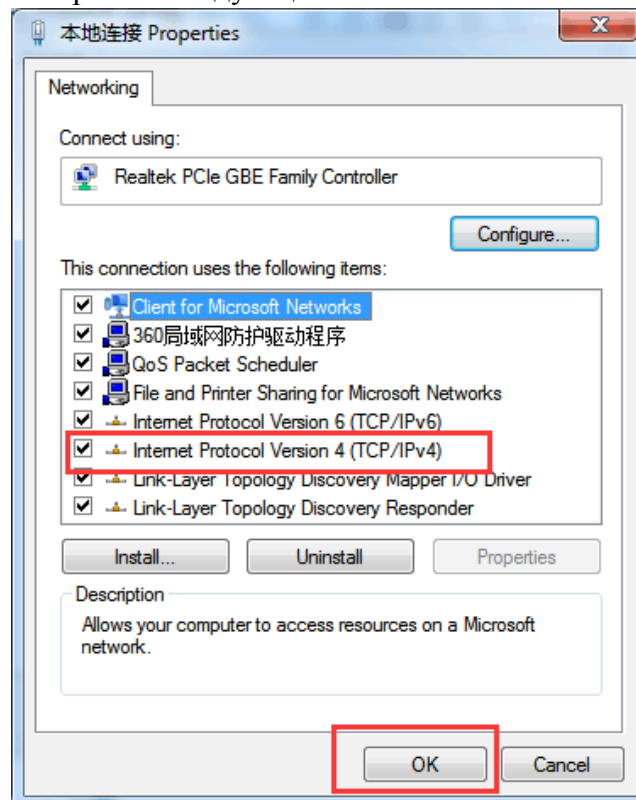 本地连接 Properties
Networking
Connect using:
Realtek PCIe GBE Family Controller
Configure...
This connection uses the following items:
Client for Microsoft Networks
360局域网防护驱动程序
QoS Packet Scheduler
File and Printer Sharing for Microsoft Networks
Internet Protocol Version 6 (TCP/IPv6)
Internet Protocol Version 4 (TCP/IPv4)
Link-Layer Topology Discovery Mapper I/O Driver
Link-Layer Topology Discovery Responder
Install... Uninstall Properties
Description
Allows your computer to access resources on a Microsoft
network.
OK Cancel